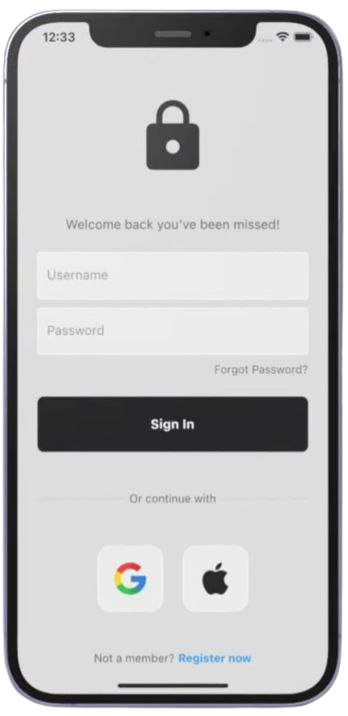 12:33
Welcome back you've been missed!
Username
Password
Forgot Password?
Sign In
Or continue with
Not a member? Register now